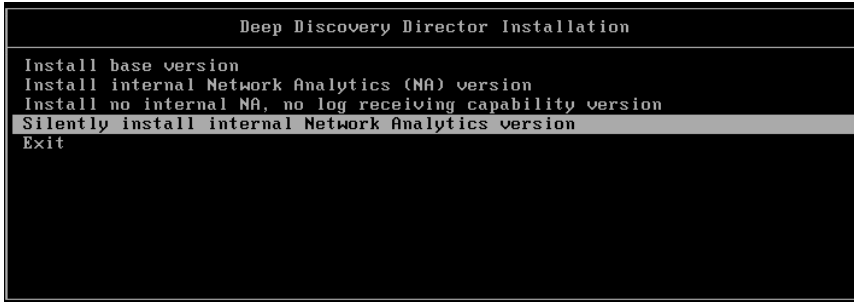 Deep Discovery Director Installation
Install base version
Install internal Network Analytics (NA) version
Install no internal NA, no log receiving capability version
Silently install internal Network Analytics version
Exit